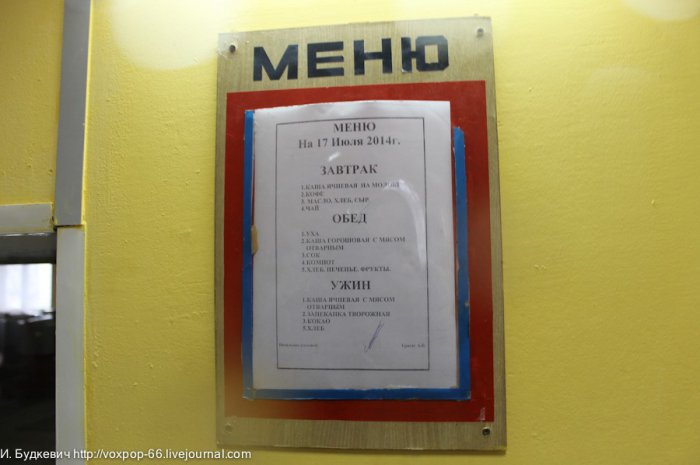 МЕНЮ
МЕНЮ
На 17 Июля 2014г.
ЗАВТРАК
1.КАША ЯЧНЕВАЯ НА МОЛОКЕ
2.КОФЕ
3. МАСЛО, ХЛЕБ, СЫР.
4.ЧАЙ
ОБЕД
1.УХА
2.КАША ГОРОХОВАЯ С МЯСОМ
ОТВАРНЫМ
3.СОК
4.КОМПОТ
5.ХЛЕБ, ПЕЧЕНЬЕ, ФРУКТЫ.
УЖИН
1.КАША ЯЧНЕВАЯ С МЯСОМ
ОТВАРНЫМ
2.ЗАПЕКАНКА ТВОРОЖНАЯ
3.КОКАО
5.ХЛЕБ
И. Будкевич http://voxpop-66.livejournal.com